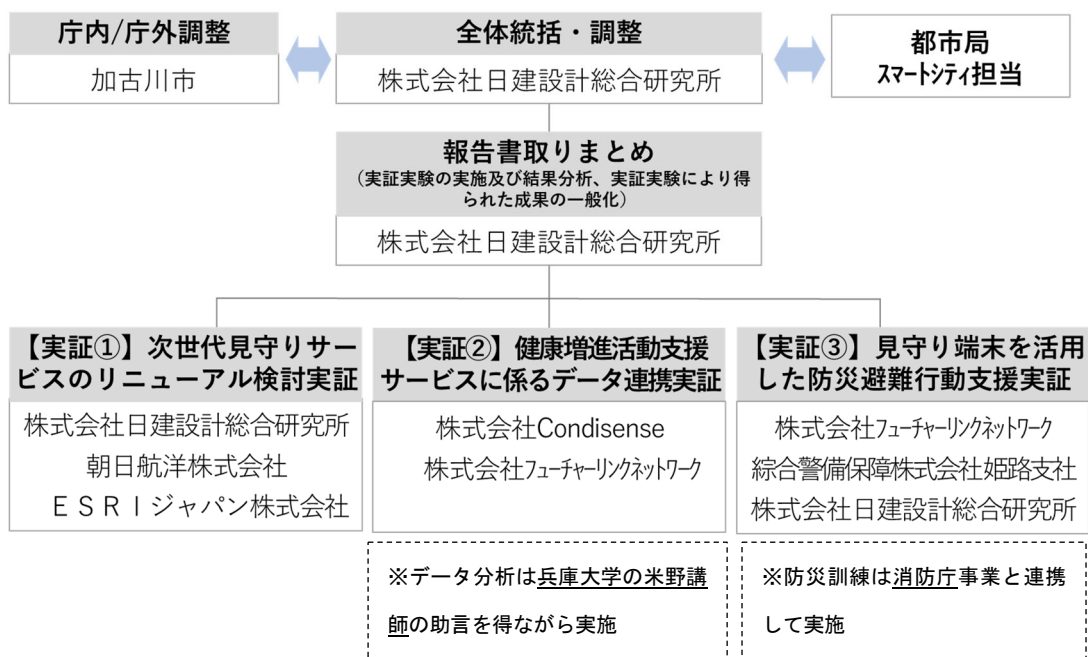 庁内/庁外調整
加古川市
全体統括・調整
株式会社日建設計総合研究所
都市局
スマートシティ担当
報告書取りまとめ
（実証実験の実施及び結果分析、実証実験により得
られた成果の一般化）
株式会社日建設計総合研究所
【実証①】次世代見守りサー
ビスのリニューアル検討実証
株式会社日建設計総合研究所
朝日航洋株式会社
ＥＳＲＩジャパン株式会社
【実証②】健康増進活動支援
サービスに係るデータ連携実証
株式会社Condisense
株式会社フューチャーリンクネットワーク
※データ分析は兵庫大学の米野講
師の助言を得ながら実施
【実証③】見守り端末を活用
した防災避難行動支援実証
株式会社フューチャーリンクネットワーク
綜合警備保障株式会社姫路支社
株式会社日建設計総合研究所
※防災訓練は消防庁事業と連携
して実施